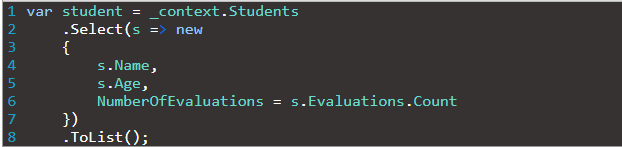 1 var student = _context.Students
2     .Select(s => new
3     {
4         s.Name,
5         s.Age,
6         NumberOfEvaluations = s.Evaluations.Count
7     })
8     .ToList();